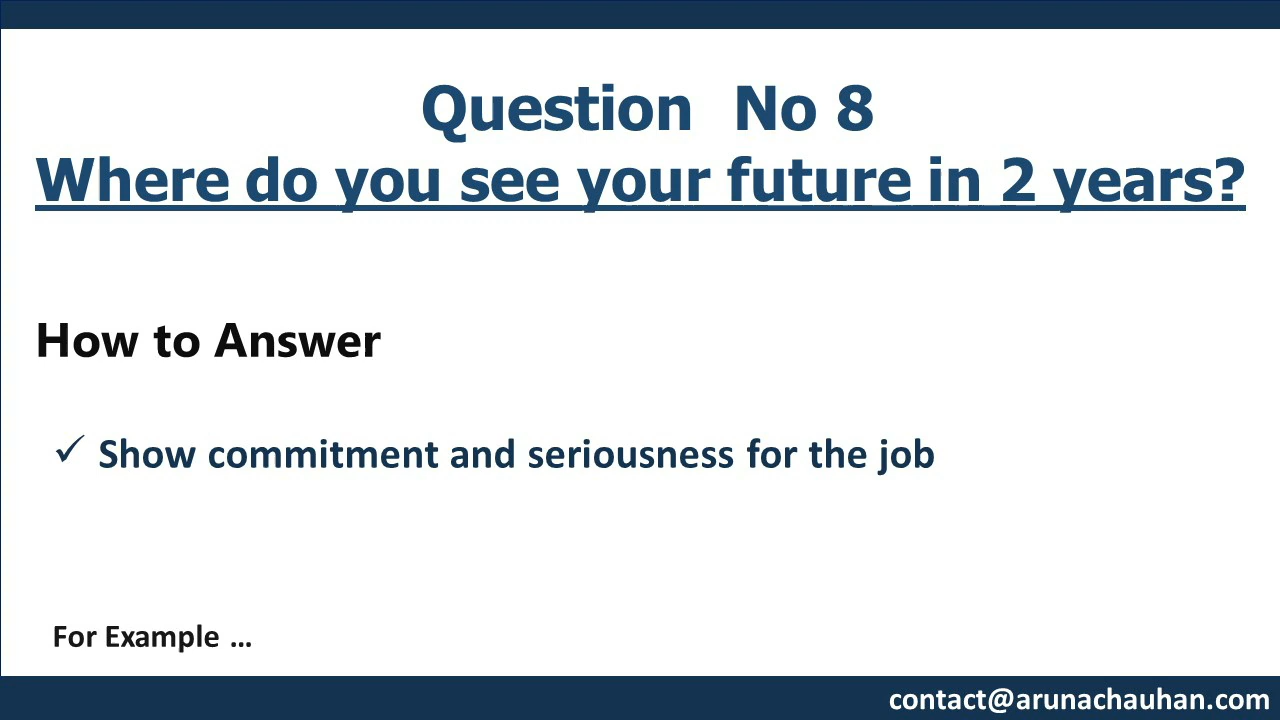 Question No 8
Where do you see your future in 2 years?
How to Answer
✓ Show commitment and seriousness for the job
For Example ...
contact@arunachauhan.com